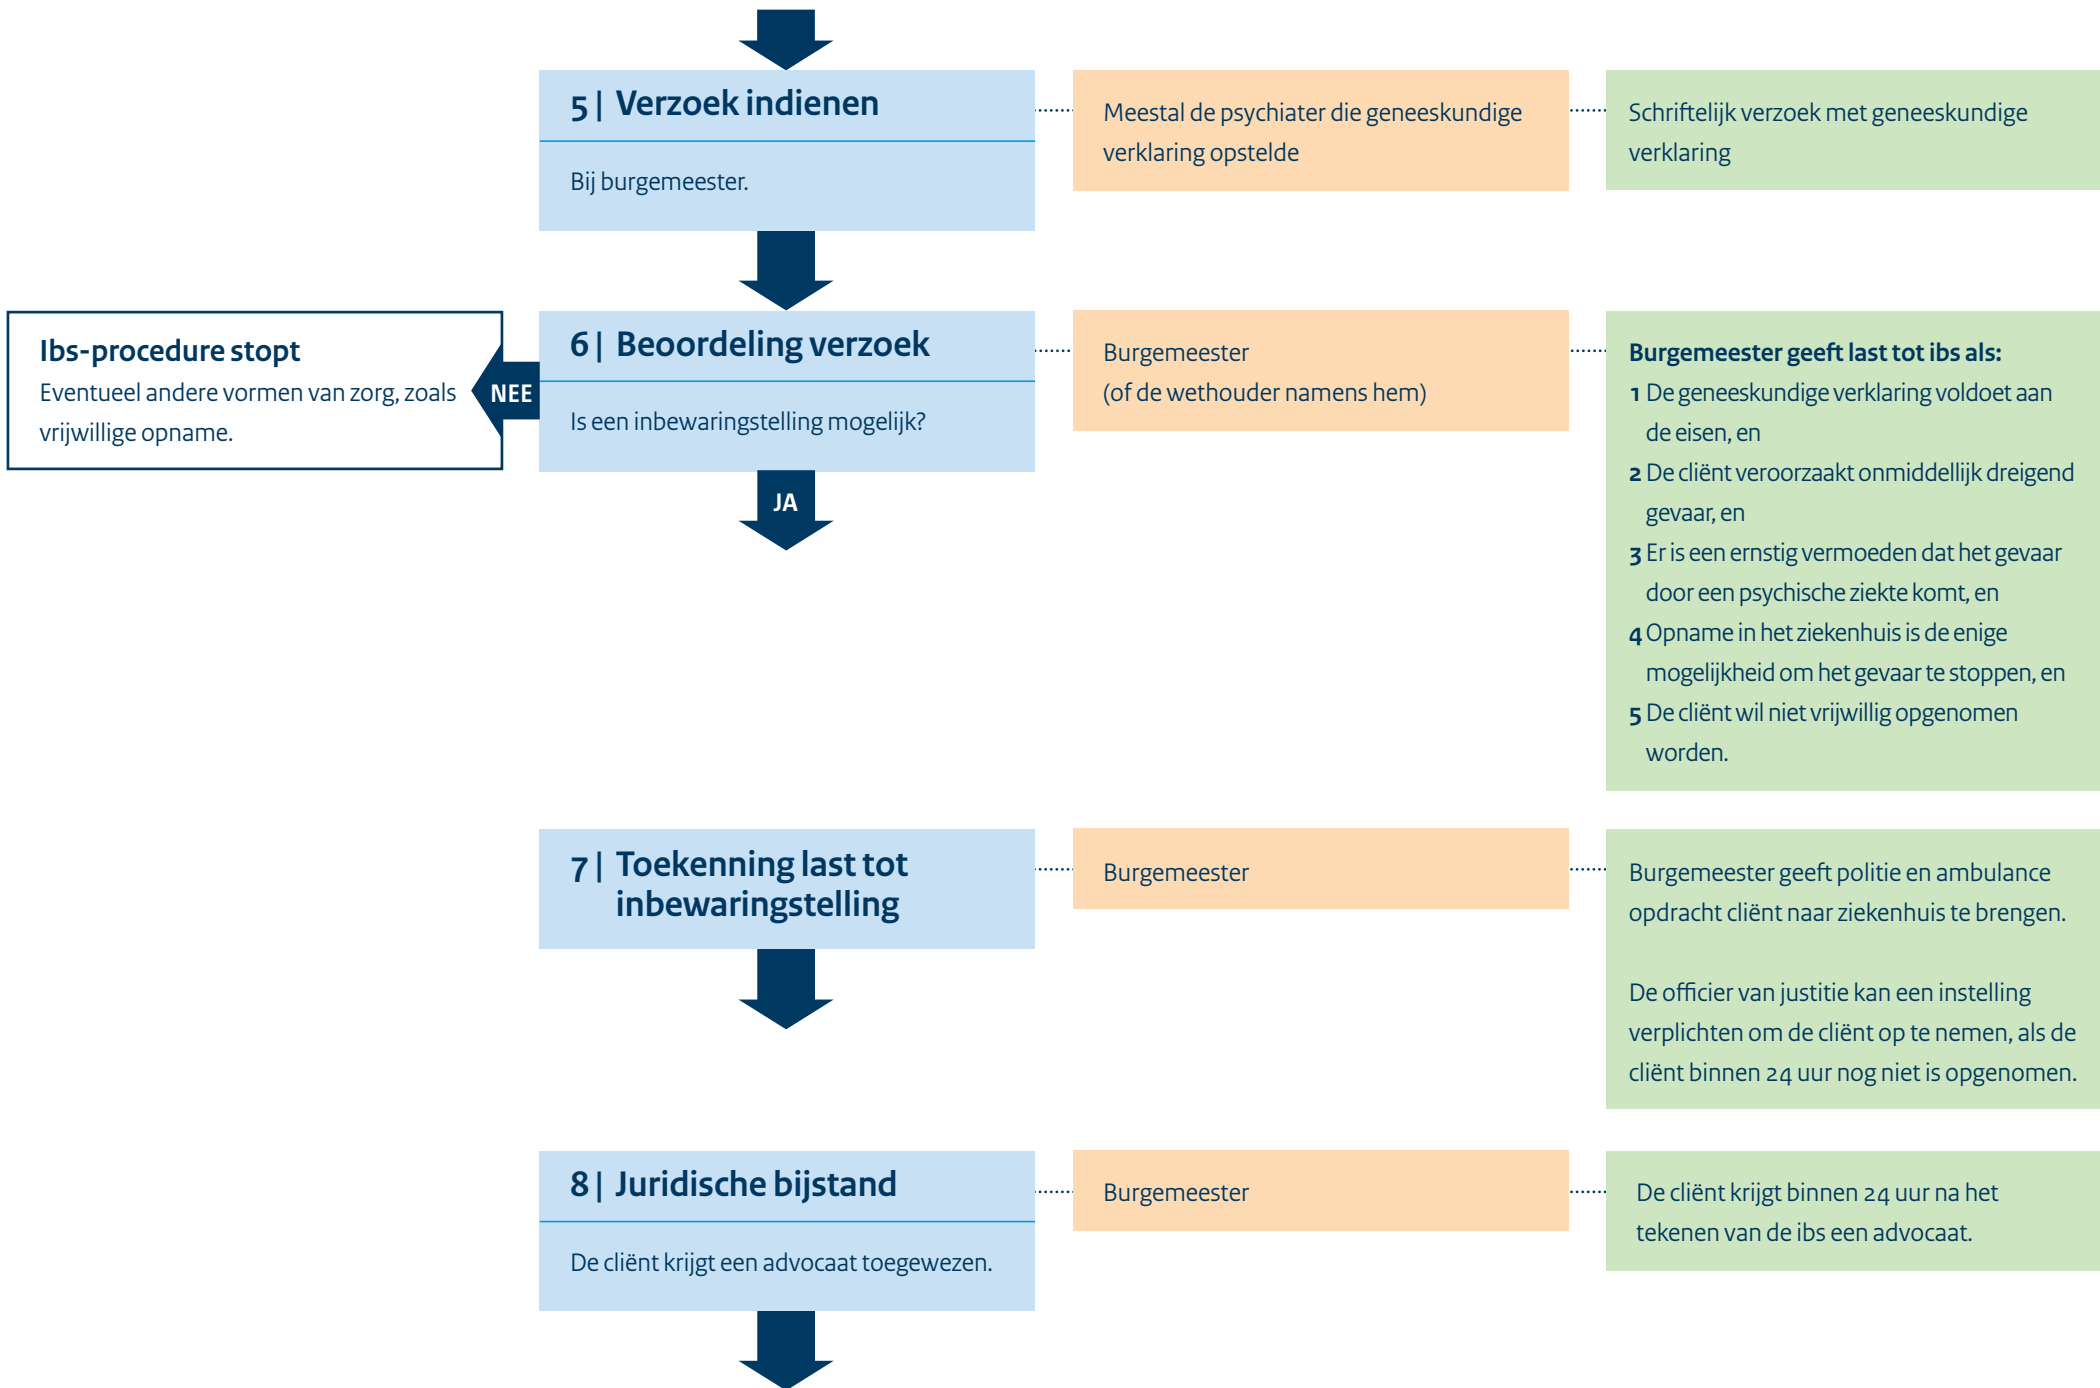 5 | Verzoek indienen
Bij burgemeester.
Meestal de psychiater die geneeskundige
verklaring opstelde
Schriftelijk verzoek met geneeskundige
verklaring
Ibs-procedure stopt
Eventueel andere vormen van zorg, zoals
vrijwillige opname.
NEE
6 | Beoordeling verzoek
Is een inbewaringstelling mogelijk?
JA
Burgemeester
(of de wethouder namens hem)
Burgemeester geeft last tot ibs als:
1 De geneeskundige verklaring voldoet aan
de eisen, en
2 De cliënt veroorzaakt onmiddellijk dreigend
gevaar, en
3 Er is een ernstig vermoeden dat het gevaar
door een psychische ziekte komt, en
4 Opname in het ziekenhuis is de enige
mogelijkheid om het gevaar te stoppen, en
5 De cliënt wil niet vrijwillig opgenomen
worden.
7 | Toekenning last tot
inbewaringstelling
Burgemeester
Burgemeester geeft politie en ambulance
opdracht cliënt naar ziekenhuis te brengen.
De officier van justitie kan een instelling
verplichten om de cliënt op te nemen, als de
cliënt binnen 24 uur nog niet is opgenomen.
8 | Juridische bijstand
De cliënt krijgt een advocaat toegewezen.
Burgemeester
De cliënt krijgt binnen 24 uur na het
tekenen van de ibs een advocaat.